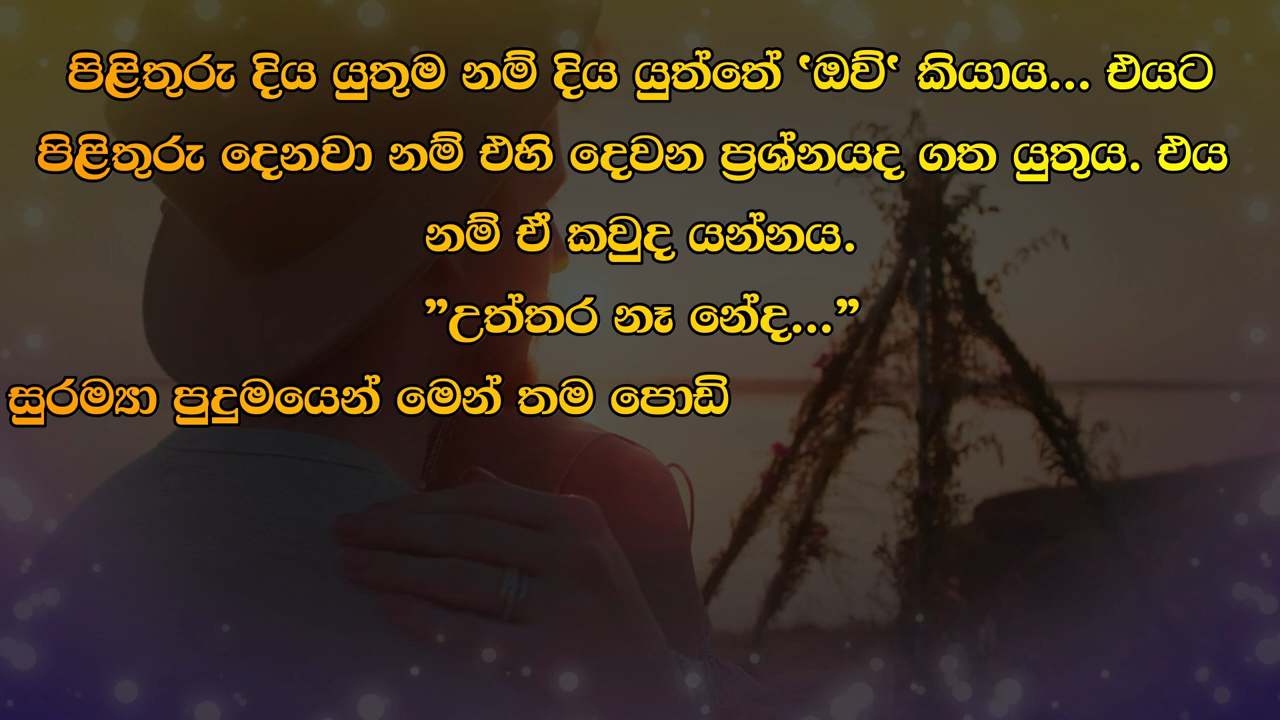 පිළිතුරු දිය යුතුම නම් දිය යුත්තේ ‘ඔව්‘ කියාය... එයට
පිළිතුරු දෙනවා නම් එහි දෙවන ප්‍රශ්නයද ගත යුතුය. එය
නම් ඒ කවුද යන්නය.
”උත්තර නෑ නේද...”
සුරම්‍යා පුදුමයෙන් මෙන් තම පොඩි